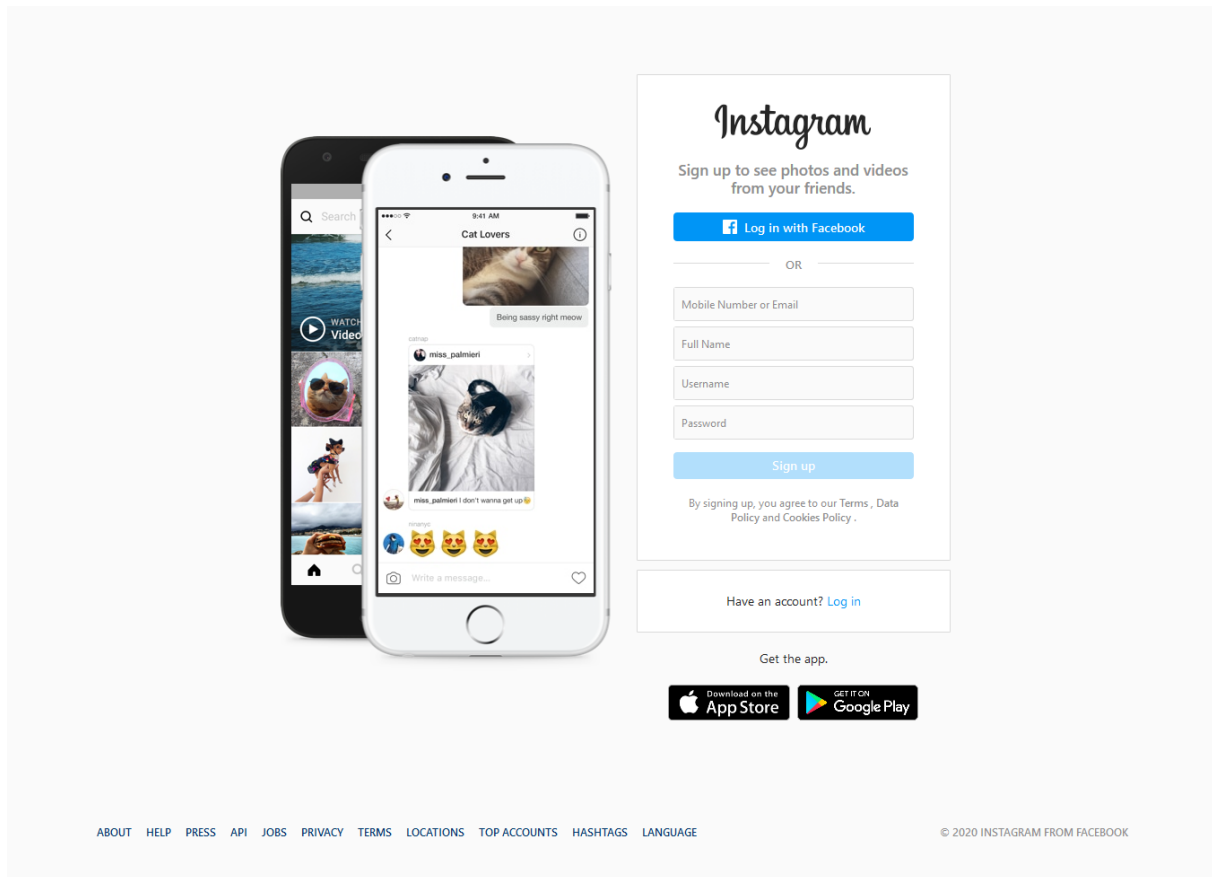 Instagram
Sign up to see photos and videos
from your friends.
Log in with Facebook
OR
Mobile Number or Email
Full Name
Username
Password
Sign up
By signing up, you agree to our Terms , Data
Policy and Cookies Policy .
Have an account? Log in
Get the app.
Download on the
App Store
GET IT ON
Google Play
Search
WATCH
Video
9:41 AM
Cat Lovers
Being sassy right meow
catnap
miss_palmieri
miss_palmieri I don't wanna get up😉
ninanyc
😻 😻 😻
Write a message...
ABOUT HELP PRESS API JOBS PRIVACY TERMS LOCATIONS TOP ACCOUNTS HASHTAGS LANGUAGE
© 2020 INSTAGRAM FROM FACEBOOK